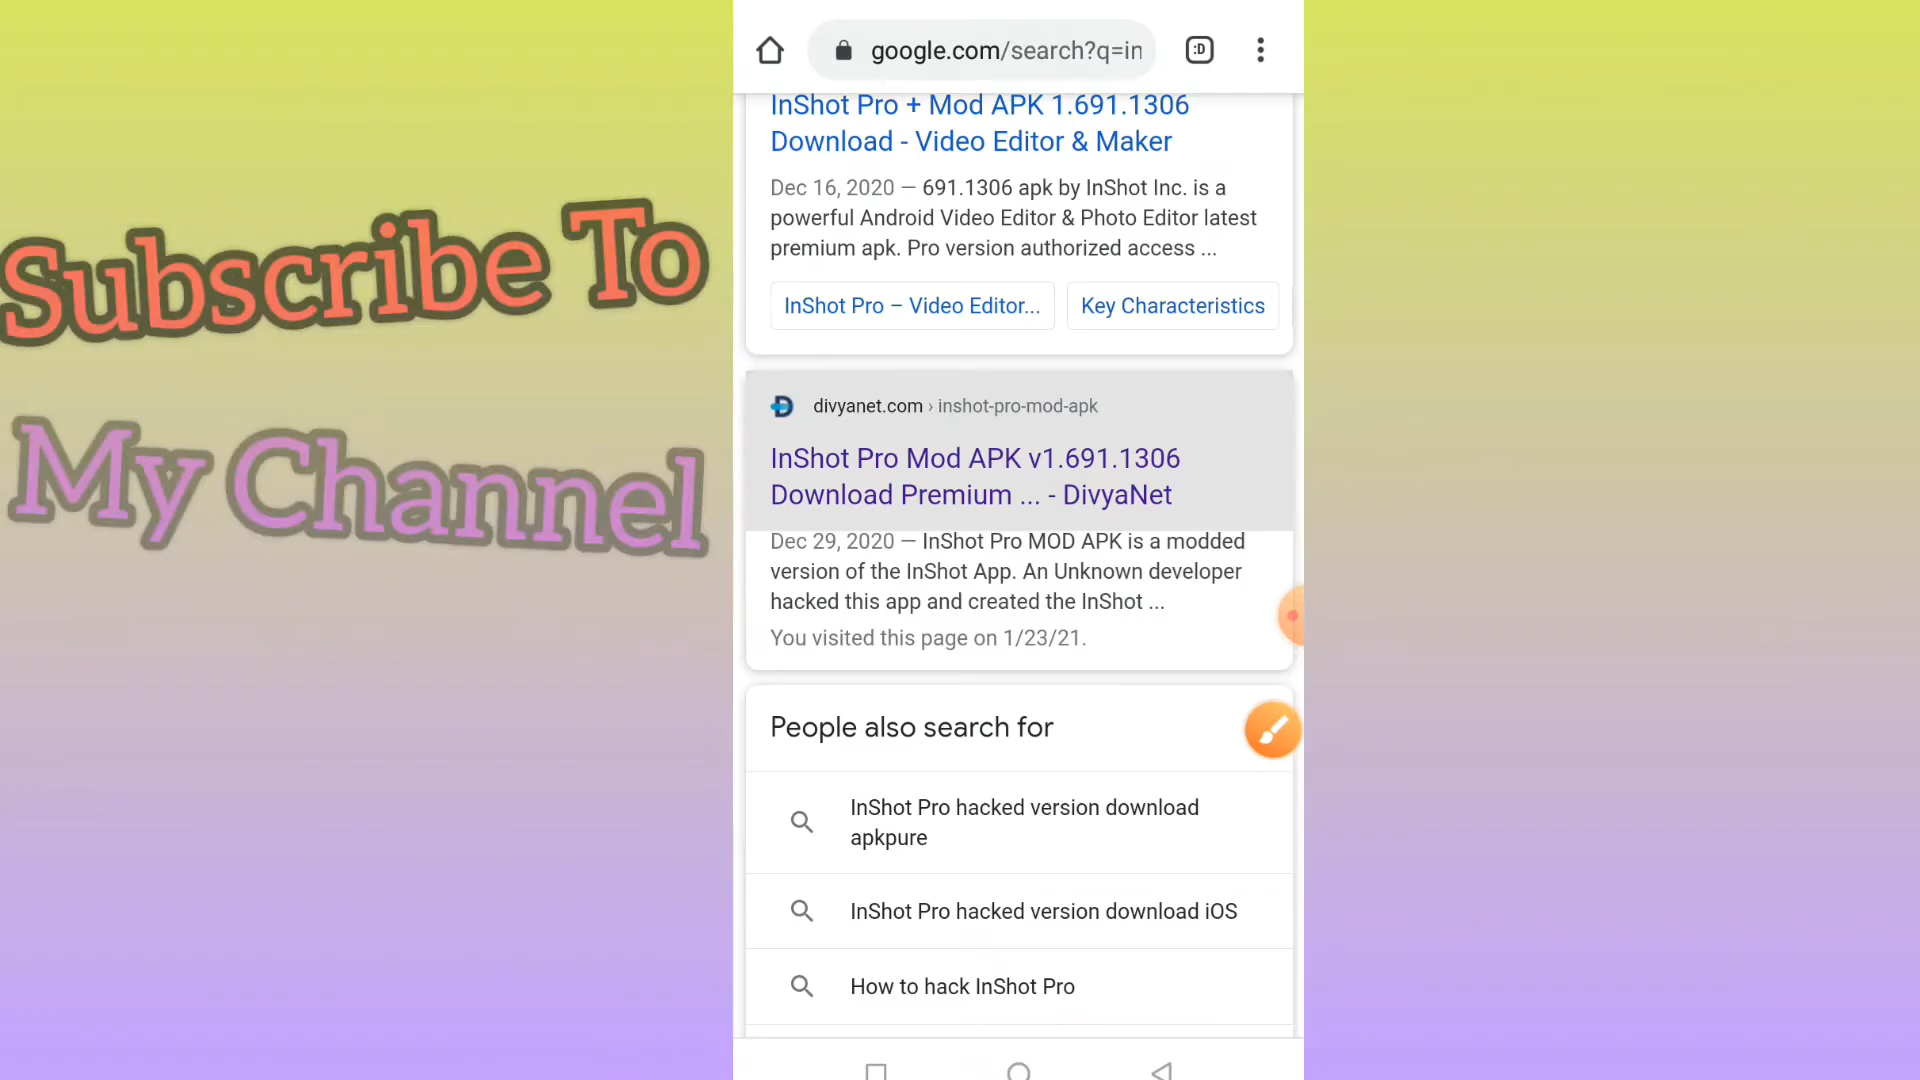 Subscribe To
My Channel
google.com/search?q=in
:D
InShot Pro + Mod APK 1.691.1306
Download - Video Editor & Maker
Dec 16, 2020 — 691.1306 apk by InShot Inc. is a
powerful Android Video Editor & Photo Editor latest
premium apk. Pro version authorized access ...
InShot Pro – Video Editor...
Key Characteristics
divyanet.com › inshot-pro-mod-apk
InShot Pro Mod APK v1.691.1306
Download Premium ... - DivyaNet
Dec 29, 2020 — InShot Pro MOD APK is a modded
version of the InShot App. An Unknown developer
hacked this app and created the InShot ...
You visited this page on 1/23/21.
People also search for
InShot Pro hacked version download
apkpure
InShot Pro hacked version download iOS
How to hack InShot Pro